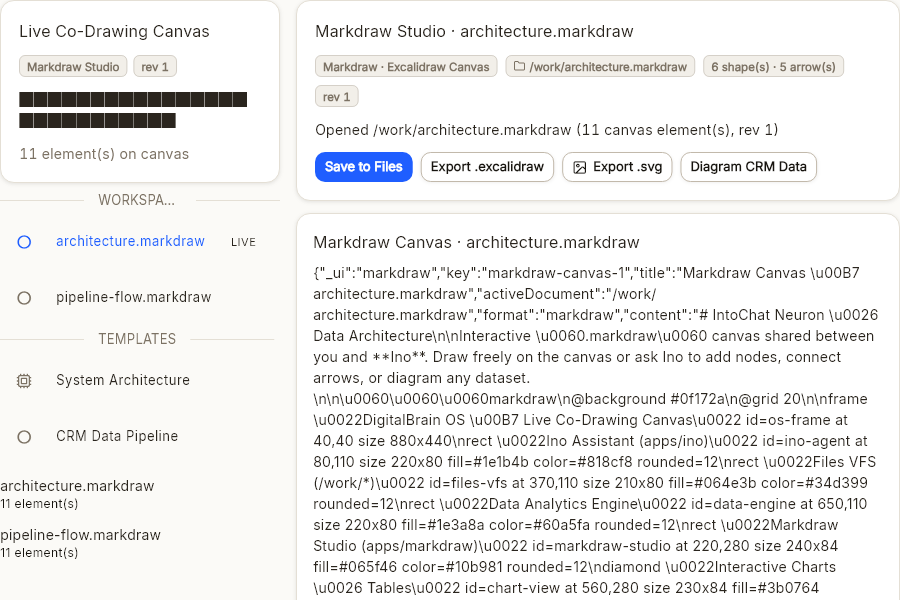 Live Co-Drawing Canvas
Markdraw Studio
rev 1
11 element(s) on canvas
WORKSPA...
architecture.markdraw LIVE
pipeline-flow.markdraw
TEMPLATES
System Architecture
CRM Data Pipeline
architecture.markdraw
11 element(s)
pipeline-flow.markdraw
11 element(s)
Markdraw Studio · architecture.markdraw
Markdraw · Excalidraw Canvas
/work/architecture.markdraw
6 shape(s) · 5 arrow(s)
rev 1
Opened /work/architecture.markdraw (11 canvas element(s), rev 1)
Save to Files
Export .excalidraw
Export .svg
Diagram CRM Data
Markdraw Canvas · architecture.markdraw
{"_ui":"markdraw","key":"markdraw-canvas-1","title":"Markdraw Canvas \u00B7
architecture.markdraw","activeDocument":"/work/
architecture.markdraw","format":"markdraw","content":"# IntoChat Neuron \u0026
Data Architecture\n\nInteractive \u0060.markdraw\u0060 canvas shared between
you and **Ino**. Draw freely on the canvas or ask Ino to add nodes, connect
arrows, or diagram any dataset.
\n\n\u0060\u0060\u0060markdraw\n@background #0f172a\n@grid 20\n\nframe
\u0022DigitalBrain OS \u00B7 Live Co-Drawing Canvas\u0022 id=os-frame at
40,40 size 880x440\nrect \u0022Ino Assistant (apps/ino)\u0022 id=ino-agent at
80,110 size 220x80 fill=#1e1b4b color=#818cf8 rounded=12\nrect \u0022Files VFS
(/work/*)\u0022 id=files-vfs at 370,110 size 210x80 fill=#064e3b color=#34d399
rounded=12\nrect \u0022Data Analytics Engine\u0022 id=data-engine at 650,110
size 220x80 fill=#1e3a8a color=#60a5fa rounded=12\nrect \u0022Markdraw
Studio (apps/markdraw)\u0022 id=markdraw-studio at 220,280 size 240x84
fill=#065f46 color=#10b981 rounded=12\ndiamond \u0022Interactive Charts
\u0026 Tables\u0022 id=chart-view at 560,280 size 230x84 fill=#3b0764